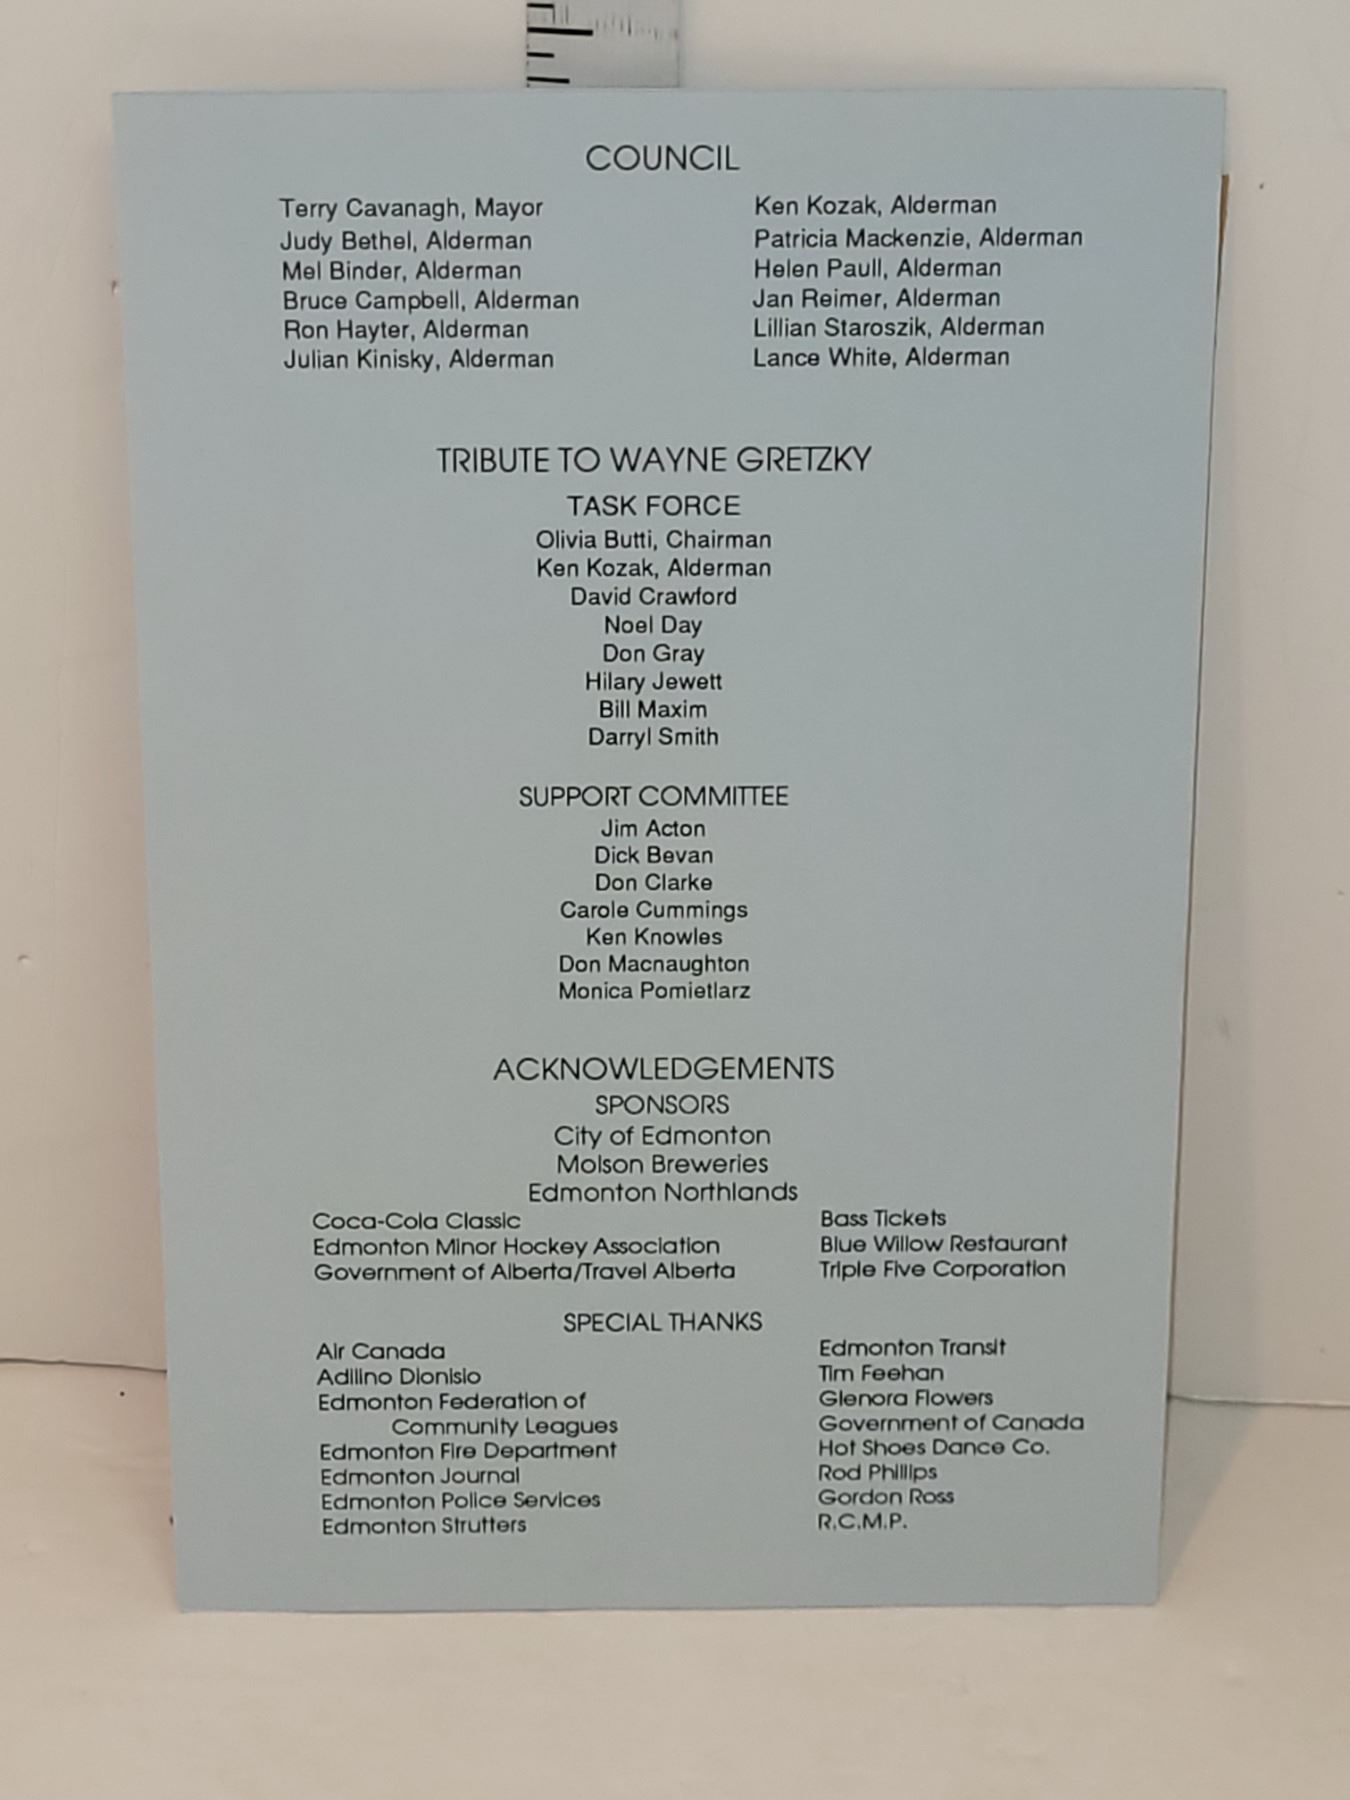 COUNCIL
Terry Cavanagh, Mayor
Judy Bethel, Alderman
Mel Binder, Alderman
Bruce Campbell, Alderman
Ron Hayter, Alderman
Julian Kinisky, Alderman
Ken Kozak, Alderman
Patricia Mackenzie, Alderman
Helen Paull, Alderman
Jan Reimer, Alderman
Lillian Staroszik, Alderman
Lance White, Alderman
TRIBUTE TO WAYNE GRETZKY
TASK FORCE
Olivia Butti, Chairman
Ken Kozak, Alderman
David Crawford
Noel Day
Don Gray
Hilary Jewett
Bill Maxim
Darryl Smith
SUPPORT COMMITTEE
Jim Acton
Dick Bevan
Don Clarke
Carole Cummings
Ken Knowles
Don Macnaughton
Monica Pomietlarz
ACKNOWLEDGEMENTS
SPONSORS
City of Edmonton
Molson Breweries
Edmonton Northlands
Coca-Cola Classic
Edmonton Minor Hockey Association
Government of Alberta/Travel Alberta
Bass Tickets
Blue Willow Restaurant
Triple Five Corporation
SPECIAL THANKS
Air Canada
Adilino Dionisio
Edmonton Federation of
Community Leagues
Edmonton Fire Department
Edmonton Journal
Edmonton Police Services
Edmonton Strutters
Edmonton Transit
Tim Feehan
Glenora Flowers
Government of Canada
Hot Shoes Dance Co.
Rod Phillips
Gordon Ross
R.C.M.P.